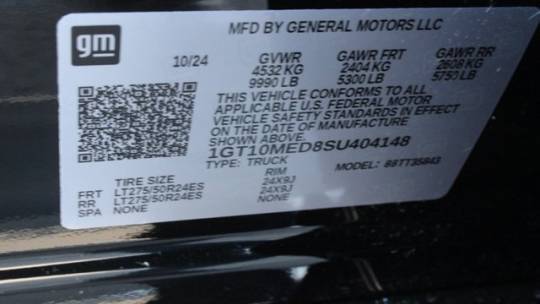 gm
MFD BY GENERAL MOTORS LLC
10/24 GVWR GAWR FRT GAWR RR
4532 KG 2404 KG 2608 KG
9990 LB 5300 LB 5750 LB
THIS VEHICLE CONFORMS TO ALL
APPLICABLE U.S. FEDERAL MOTOR
VEHICLE SAFETY STANDARDS IN EFFECT
ON THE DATE OF MANUFACTURE
SHOWN ABOVE.
1GT10MED8SU404148
TYPE: TRUCK MODEL:
TIRE SIZE RIM
FRT LT275/50R24ES 24X9J
RR LT275/50R24ES 24X9J
SPA NONE NONE